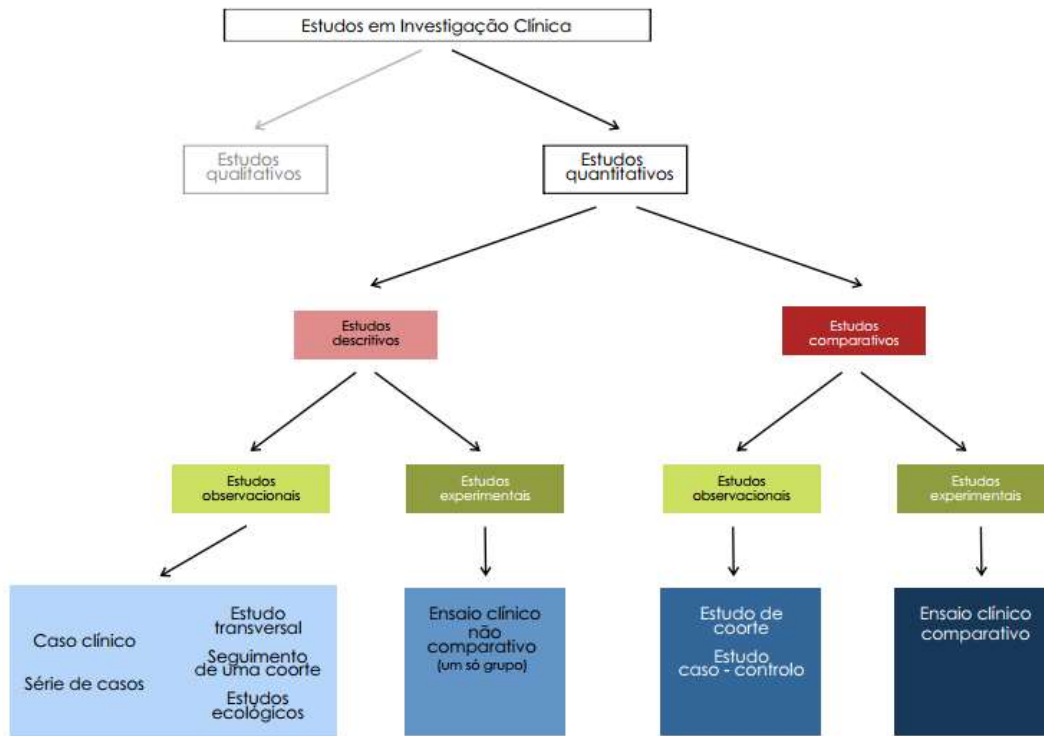 Estudos em Investigação Clínica
Estudos
qualitativos
Estudos
quantitativos
Estudos
descritivos
Estudos
comparativos
Estudos
observacionais
Estudos
experimentais
Estudos
observacionais
Estudos
experimentais
Caso clínico
Série de casos
Estudo
transversal
Seguimento
de uma coorte
Estudos
ecológicos
Ensaio clínico
não
comparativo
(um só grupo)
Estudo de
coorte
Estudo
caso - controlo
Ensaio clínico
comparativo